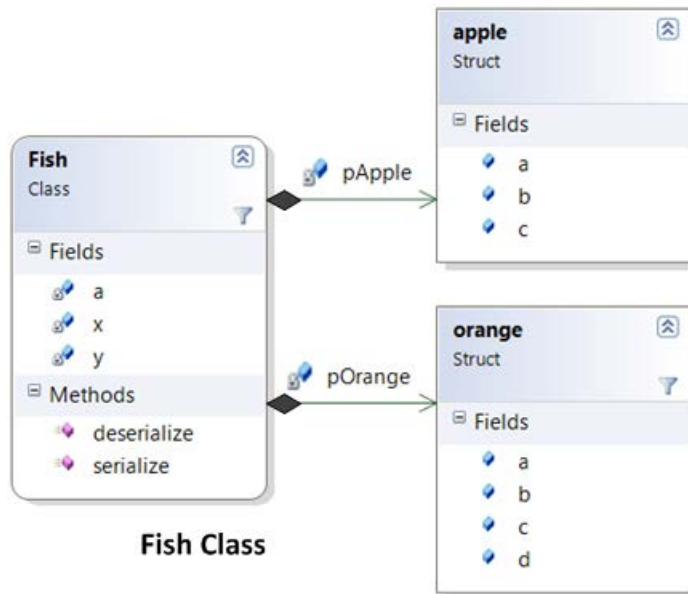 Fish
Class
Fields
a
x
y
Methods
deserialize
serialize
pApple
pOrange
apple
Struct
Fields
a
b
c
orange
Struct
Fields
a
b
c
d
Fish Class